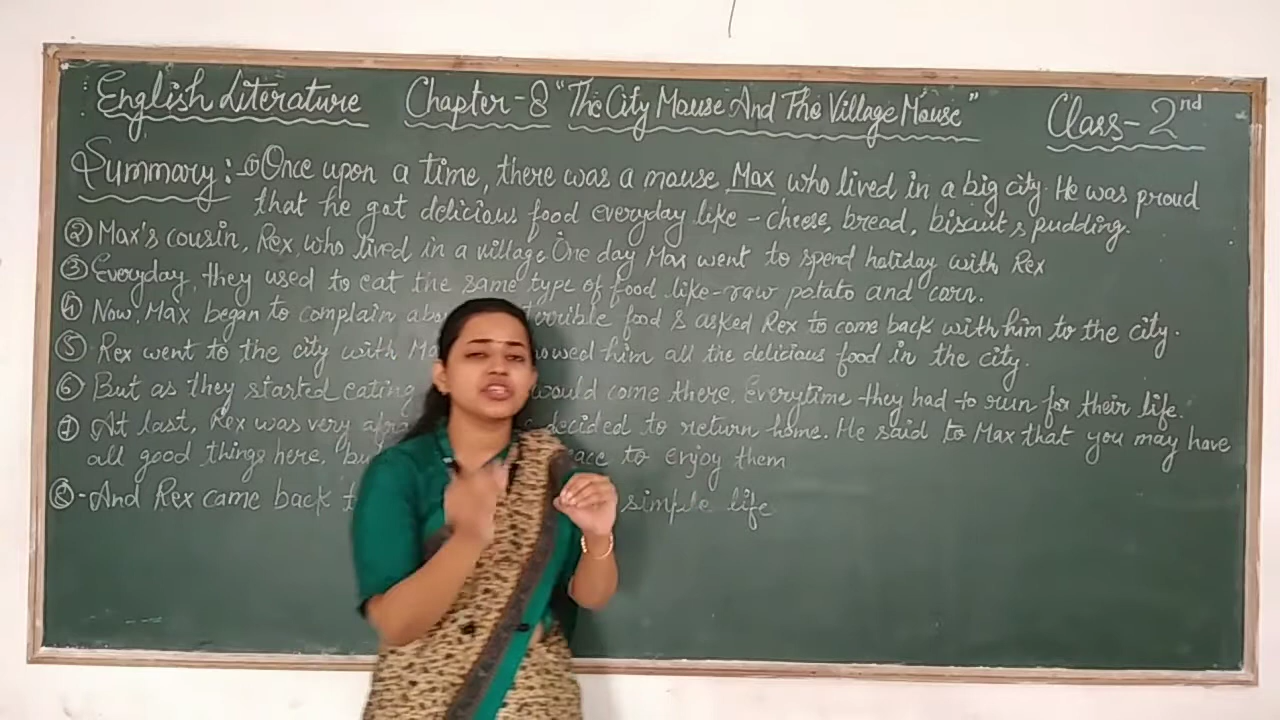 English Literature Chapter-8 "The City Mouse And The Village Mouse" Class-2nd
Summary:-① Once upon a time, there was a mouse Max who lived in a big city. He was proud
that he got delicious food everyday like - cheese, bread, biscuit & pudding.
② Max's cousin, Rex, who lived in a village. One day Max went to spend holiday with Rex
③ Everyday, they used to eat the same type of food like-raw potato and corn.
④ Now, Max began to complain terrible food & asked Rex to come back with him to the city.
⑤ Rex went to the city with him all the delicious food in the city.
⑥ But as they started eating would come there. Everytime they had to run for their life.
⑦ At last, Rex was very decided to return home. He said to Max that you may have
all good things here, to enjoy them
⑧ - And Rex came back simple life